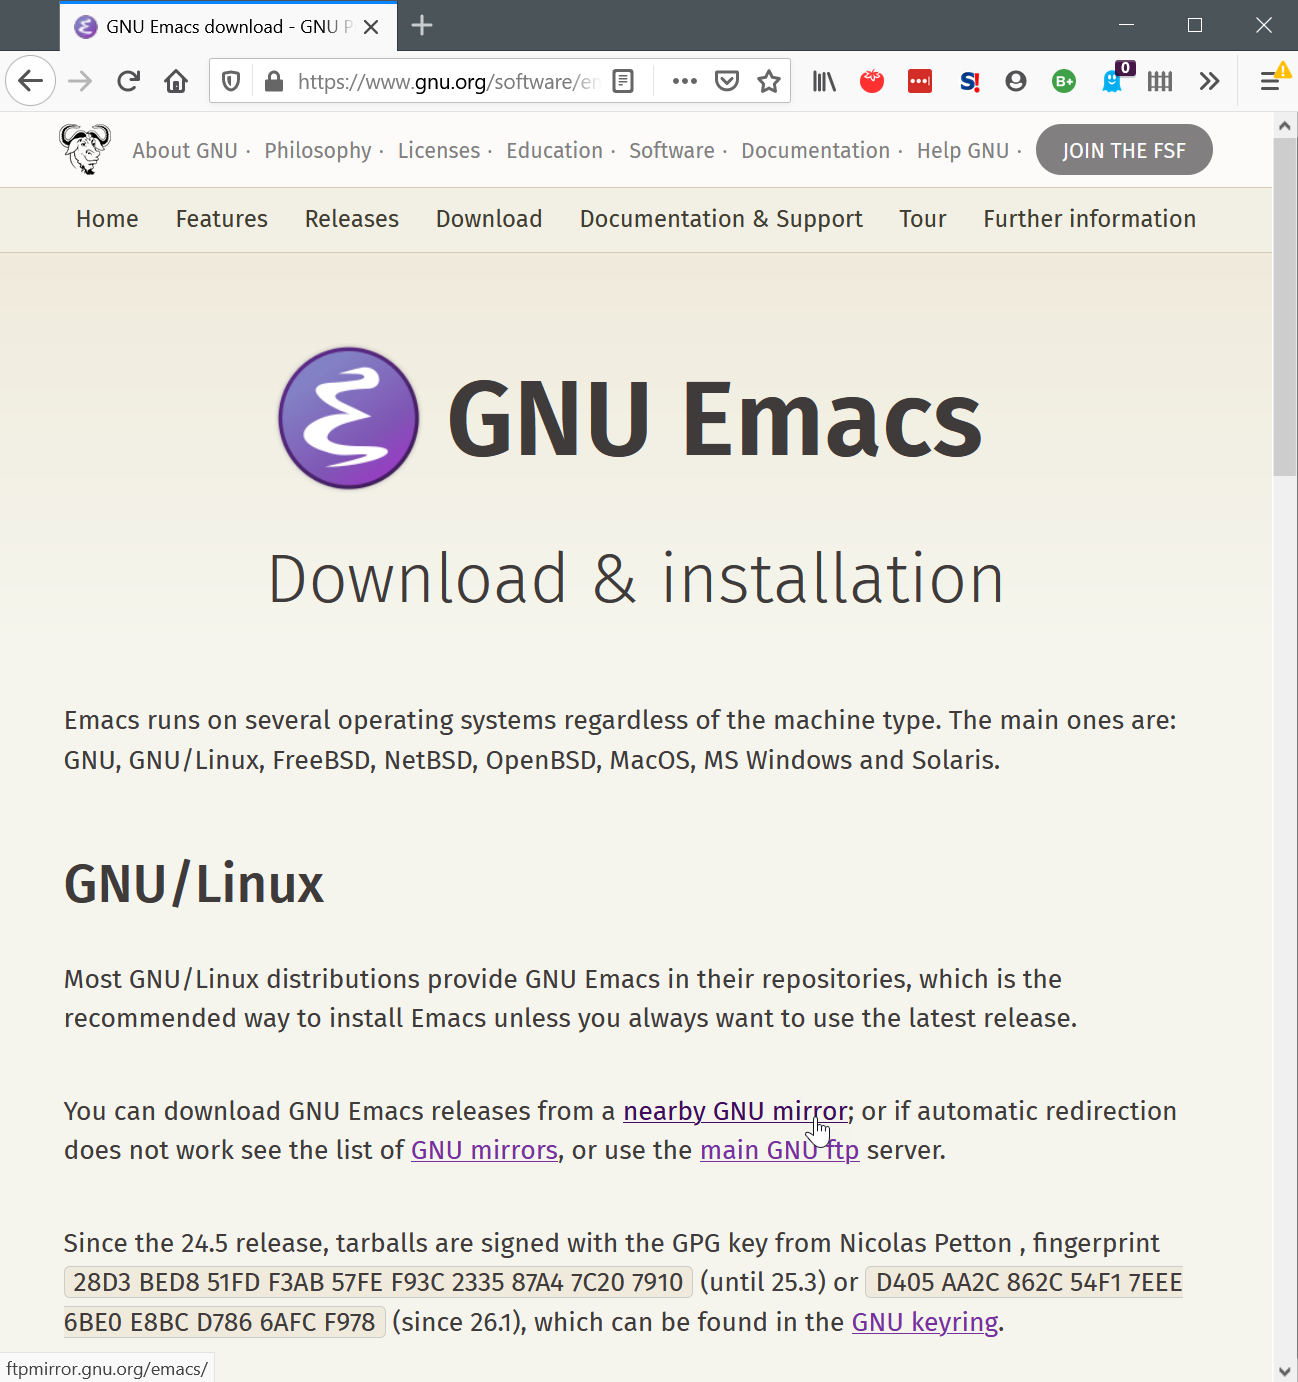 GNU Emacs download - GNU P
https://www.gnu.org/software/em
S!
B+
0
About GNU · Philosophy · Licenses · Education · Software · Documentation · Help GNU · JOIN THE FSF
Home Features Releases Download Documentation & Support Tour Further information
GNU Emacs
Download & installation
Emacs runs on several operating systems regardless of the machine type. The main ones are:
GNU, GNU/Linux, FreeBSD, NetBSD, OpenBSD, MacOS, MS Windows and Solaris.
GNU/Linux
Most GNU/Linux distributions provide GNU Emacs in their repositories, which is the
recommended way to install Emacs unless you always want to use the latest release.
You can download GNU Emacs releases from a nearby GNU mirror; or if automatic redirection
does not work see the list of GNU mirrors, or use the main GNU ftp server.
Since the 24.5 release, tarballs are signed with the GPG key from Nicolas Petton , fingerprint
28D3 BED8 51FD F3AB 57FE F93C 2335 87A4 7C20 7910 (until 25.3) or D405 AA2C 862C 54F1 7EEE
6BE0 E8BC D786 6AFC F978 (since 26.1), which can be found in the GNU keyring.
ftpmirror.gnu.org/emacs/